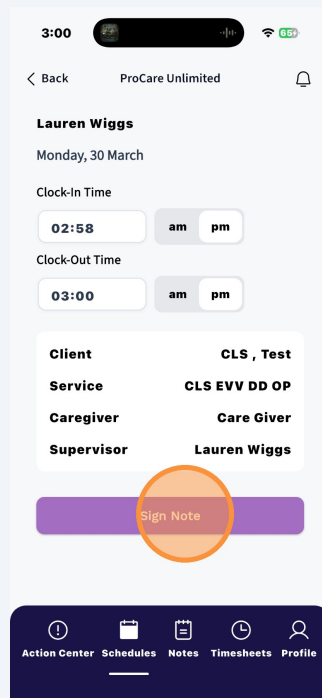 3:00 65
Back ProCare Unlimited
Lauren Wiggs
Monday, 30 March
Clock-In Time
02:58 am pm
Clock-Out Time
03:00 am pm
Client CLS , Test
Service CLS EVV DD OP
Caregiver Care Giver
Supervisor Lauren Wiggs
Sign Note
Action Center Schedules Notes Timesheets Profile